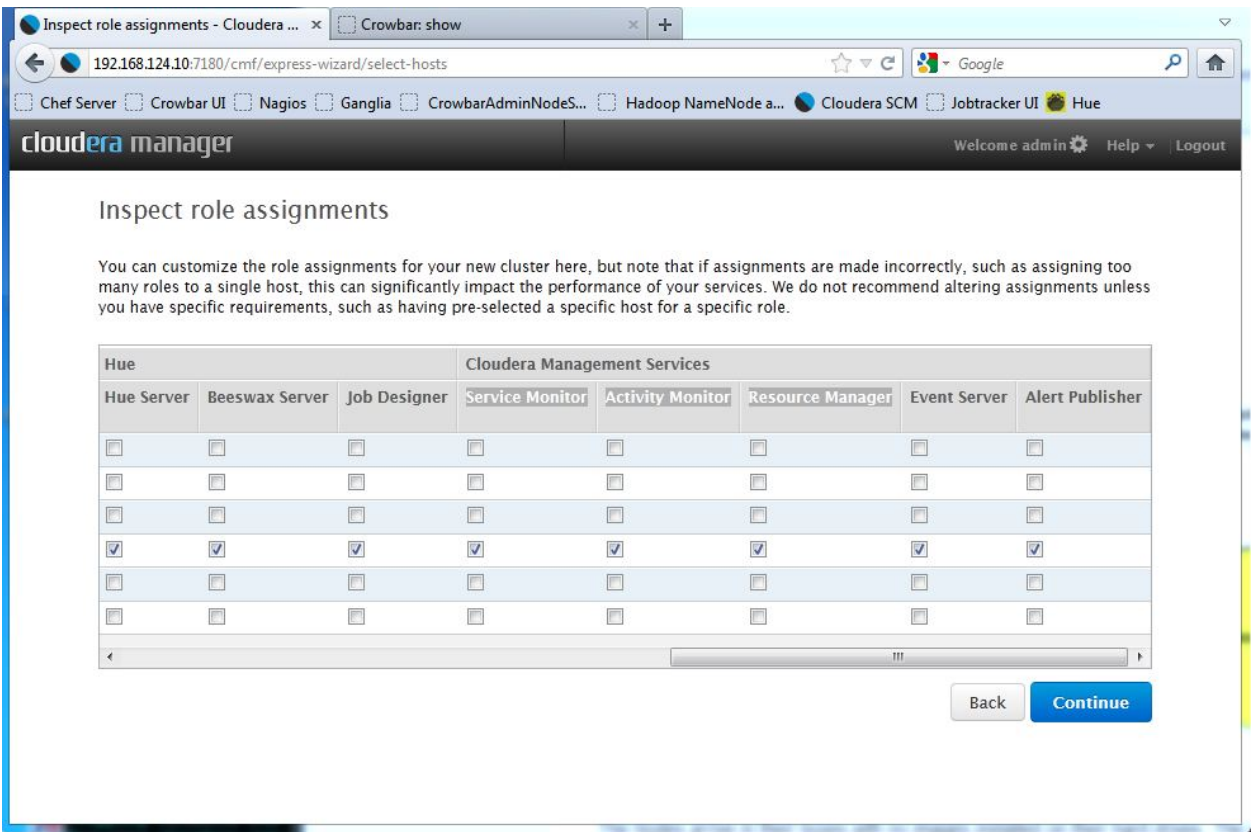 Inspect role assignments - Cloudera ... × Crowbar: show × +
192.168.124.10:7180/cmf/express-wizard/select-hosts Google
Chef Server Crowbar UI Nagios Ganglia CrowbarAdminNodeS... Hadoop NameNode a... Cloudera SCM Jobtracker UI Hue
cloudera manager Welcome admin Help Logout
Inspect role assignments
You can customize the role assignments for your new cluster here, but note that if assignments are made incorrectly, such as assigning too
many roles to a single host, this can significantly impact the performance of your services. We do not recommend altering assignments unless
you have specific requirements, such as having pre-selected a specific host for a specific role.
Hue Cloudera Management Services
Hue Server Beeswax Server Job Designer Service Monitor Activity Monitor Resource Manager Event Server Alert Publisher
Back Continue